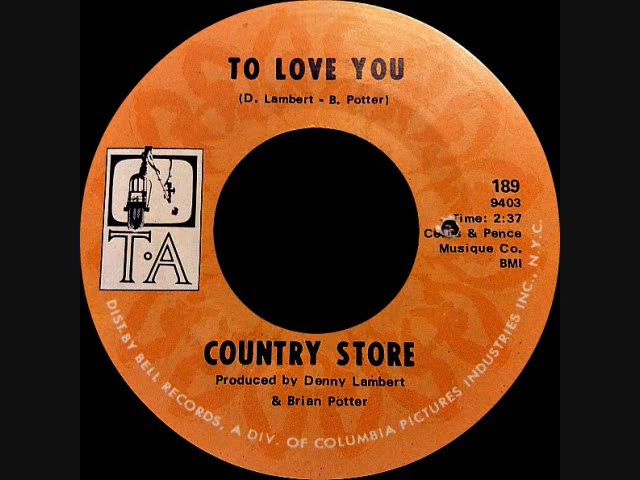 TO LOVE YOU
(D. Lambert - B. Potter)
189
9403
Time: 2:37
& Pence
Musique Co.
BMI
T·A
COUNTRY STORE
Produced by Denny Lambert
& Brian Potter
DIST. BY BELL RECORDS, A DIV. OF COLUMBIA PICTURES INDUSTRIES INC., N.Y.C.